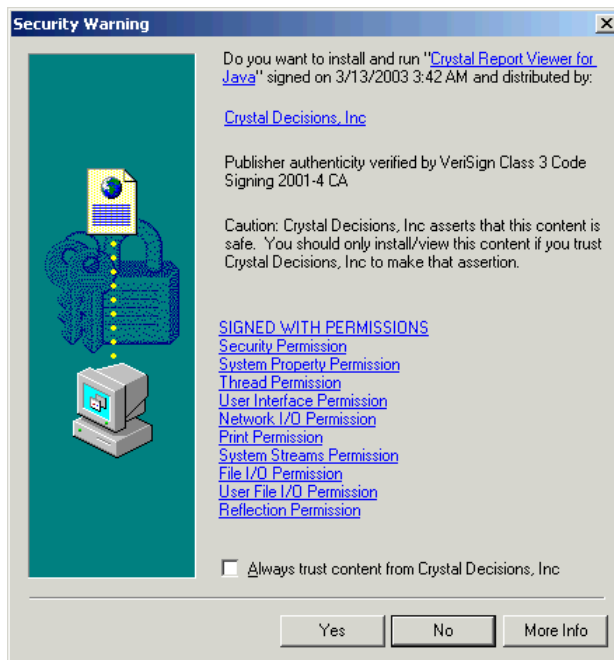 Security Warning
Do you want to install and run "Crystal Report Viewer for
Java" signed on 3/13/2003 3:42 AM and distributed by:
Crystal Decisions, Inc
Publisher authenticity verified by VeriSign Class 3 Code
Signing 2001-4 CA
Caution: Crystal Decisions, Inc asserts that this content is
safe.  You should only install/view this content if you trust
Crystal Decisions, Inc to make that assertion.
SIGNED WITH PERMISSIONS
Security Permission
System Property Permission
Thread Permission
User Interface Permission
Network I/O Permission
Print Permission
System Streams Permission
File I/O Permission
User File I/O Permission
Reflection Permission
Always trust content from Crystal Decisions, Inc
Yes No More Info